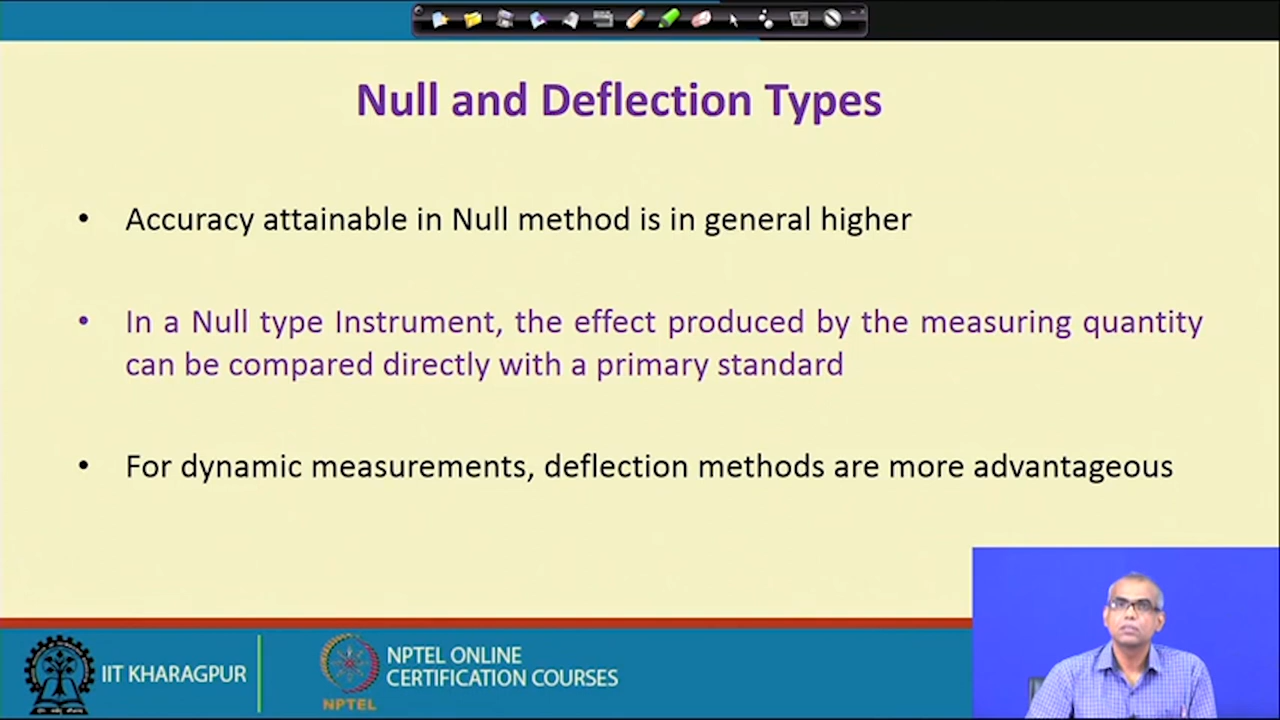 Null and Deflection Types
• Accuracy attainable in Null method is in general higher
• In a Null type Instrument, the effect produced by the measuring quantity
can be compared directly with a primary standard
• For dynamic measurements, deflection methods are more advantageous
IIT KHARAGPUR
NPTEL ONLINE
CERTIFICATION COURSES
NPTEL